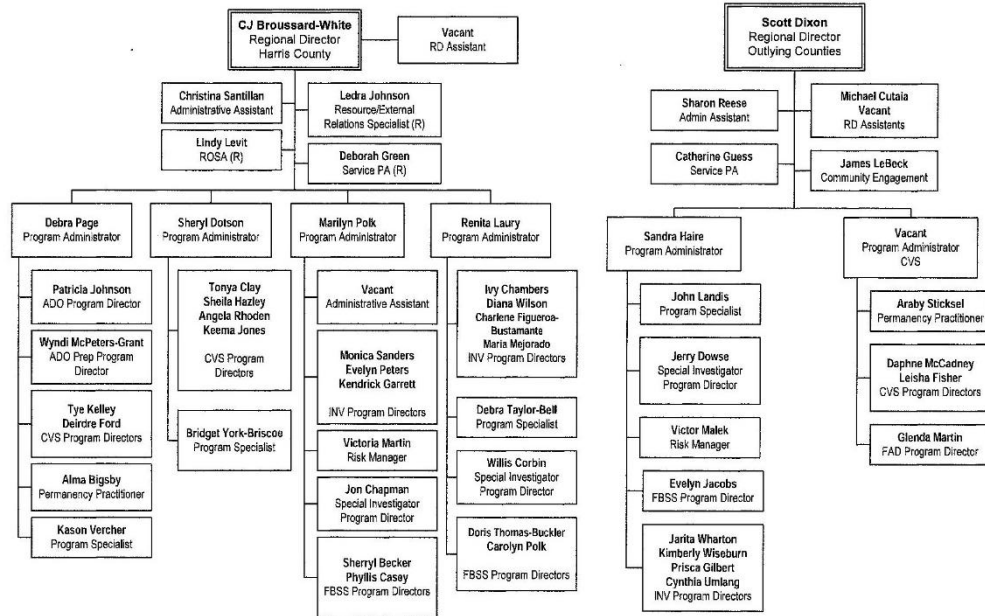 CJ Broussard-White
Regional Director
Harris County
Vacant
RD Assistant
Christina Santillan
Administrative Assistant
Ledra Johnson
Resource/External
Relations Specialist (R)
Lindy Levit
ROSA (R)
Deborah Green
Service PA (R)
Debra Page
Program Administrator
Patricia Johnson
ADO Program Director
Wyndi McPeters-Grant
ADO Prep Program
Director
Tye Kelley
Deirdre Ford
CVS Program Directors
Alma Bigsby
Permanency Practitioner
Kason Vercher
Program Specialist
Sheryl Dotson
Program Administrator
Tonya Clay
Sheila Hazley
Angela Rhoden
Keema Jones
CVS Program
Directors
Bridget York-Briscoe
Program Specialist
Marilyn Polk
Program Administrator
Vacant
Administrative Assistant
Monica Sanders
Evelyn Peters
Kendrick Garrett
INV Program Directors
Victoria Martin
Risk Manager
Jon Chapman
Special Investigator
Program Director
Sherryl Becker
Phyllis Casey
FBSS Program Directors
Renita Laury
Program Administrator
Ivy Chambers
Diana Wilson
Charlene Figueroa-
Bustamante
Maria Mejorado
INV Program Directors
Debra Taylor-Bell
Program Specialist
Willis Corbin
Special Investigator
Program Director
Doris Thomas-Buckler
Carolyn Polk
FBSS Program Directors
Scott Dixon
Regional Director
Outlying Counties
Sharon Reese
Admin Assistant
Michael Cutaia
Vacant
RD Assistents
Catherine Guess
Service PA
James LeBeck
Community Engagement
Sandra Haire
Program Administrator
John Landis
Program Specialist
Jerry Dowse
Special Investigator
Program Director
Victor Malek
Risk Manager
Evelyn Jacobs
FBSS Program Director
Jarita Wharton
Kimberly Wiseburn
Prisca Gilbert
Cynthia Umlang
INV Program Directors
Vacant
Program Administrator
CVS
Araby Sticksel
Permanency Practitioner
Daphne McCadney
Leisha Fisher
CVS Program Directors
Glenda Martin
FAD Program Director